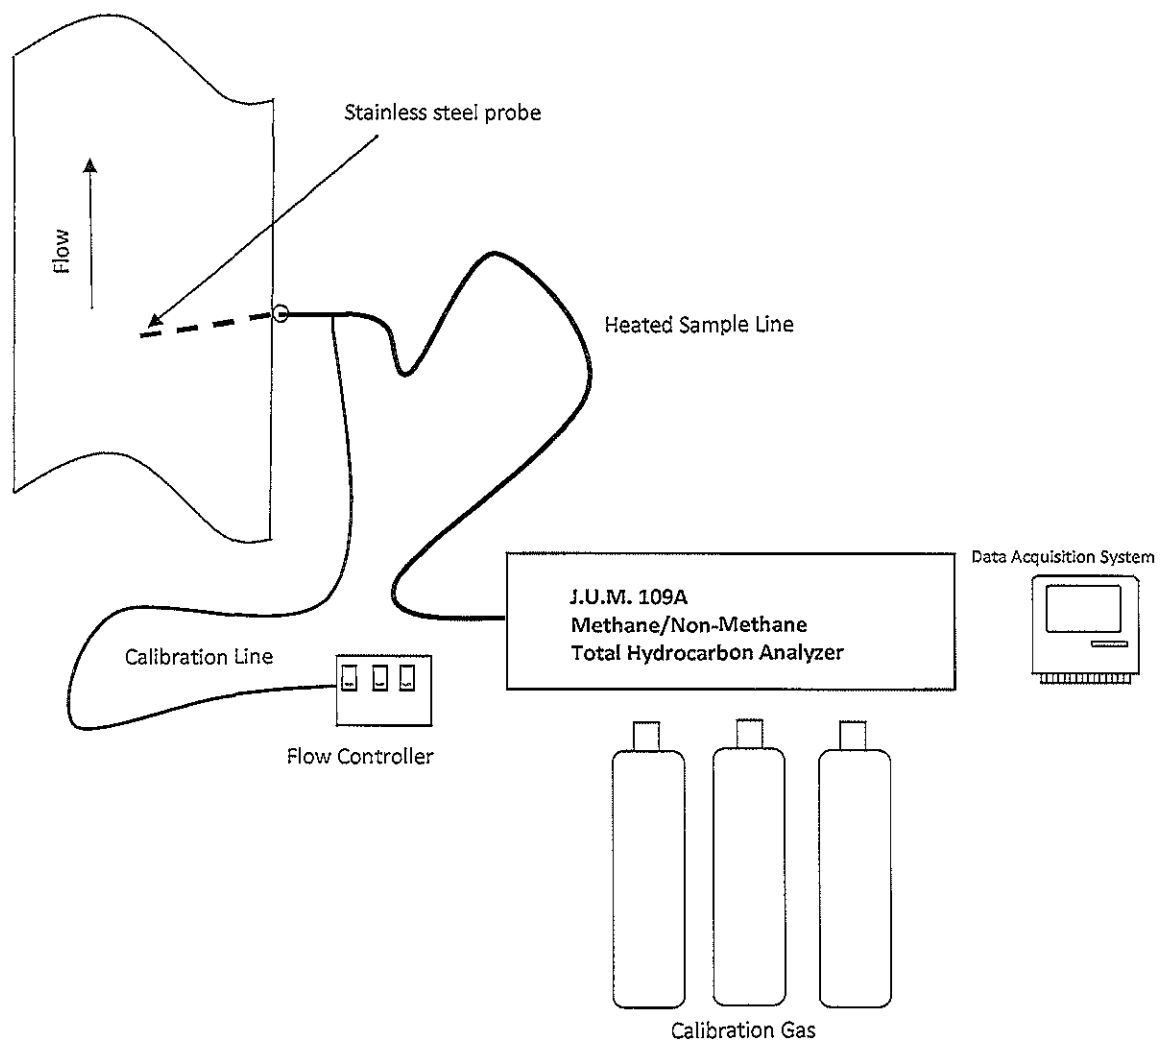 Stainless steel probe
Flow
Heated Sample Line
Data Acquisition System
J.U.M. 109A
Methane/Non-Methane
Total Hydrocarbon Analyzer
Calibration Line
Flow Controller
Calibration Gas